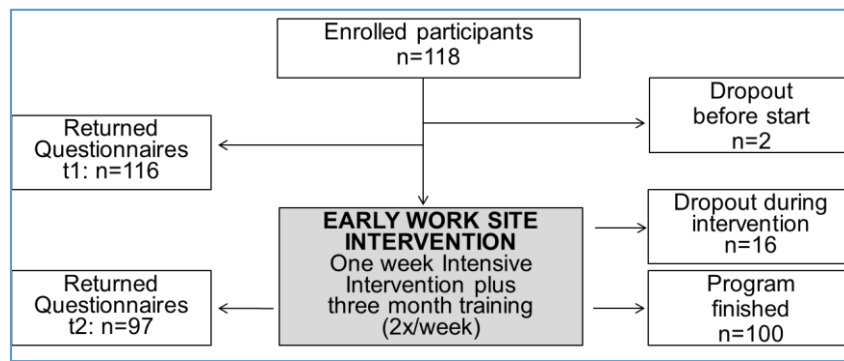 Enrolled participants
n=118
Dropout
before start
n=2
Returned
Questionnaires
t1: n=116
EARLY WORK SITE
INTERVENTION
One week Intensive
Intervention plus
three month training
(2x/week)
Dropout during
intervention
n=16
Returned
Questionnaires
t2: n=97
Program
finished
n=100